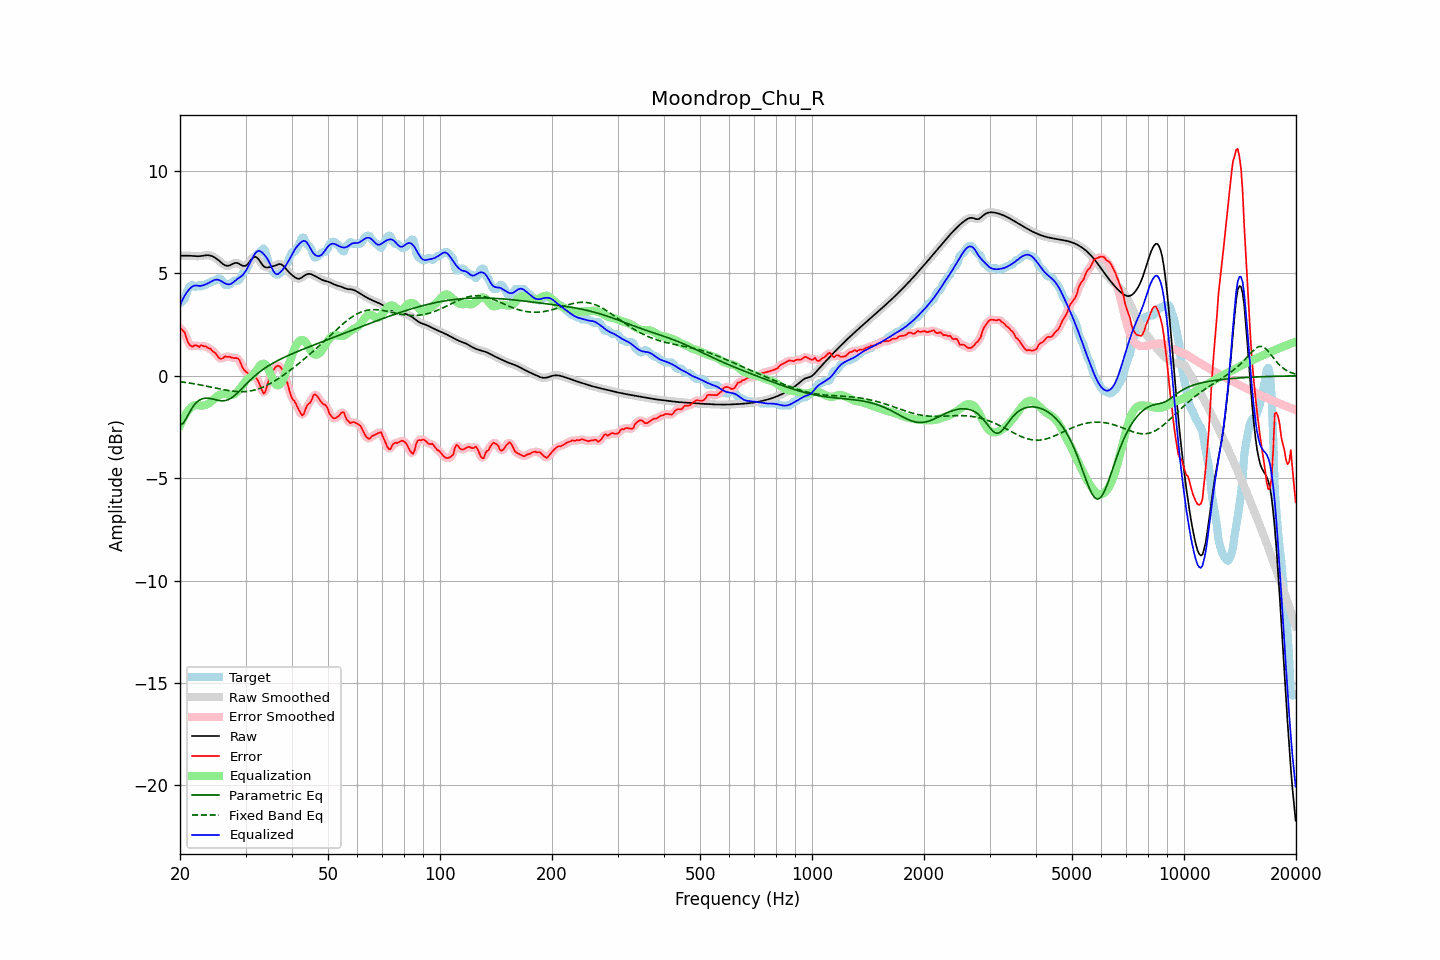 Moondrop_Chu_R
Amplitude (dBr)
10
5
0
−5
−10
−15
−20
Target
Raw Smoothed
Error Smoothed
Raw
Error
Equalization
Parametric Eq
Fixed Band Eq
Equalized
20 50 100 200 500 1000 2000 5000 10000 20000
Frequency (Hz)